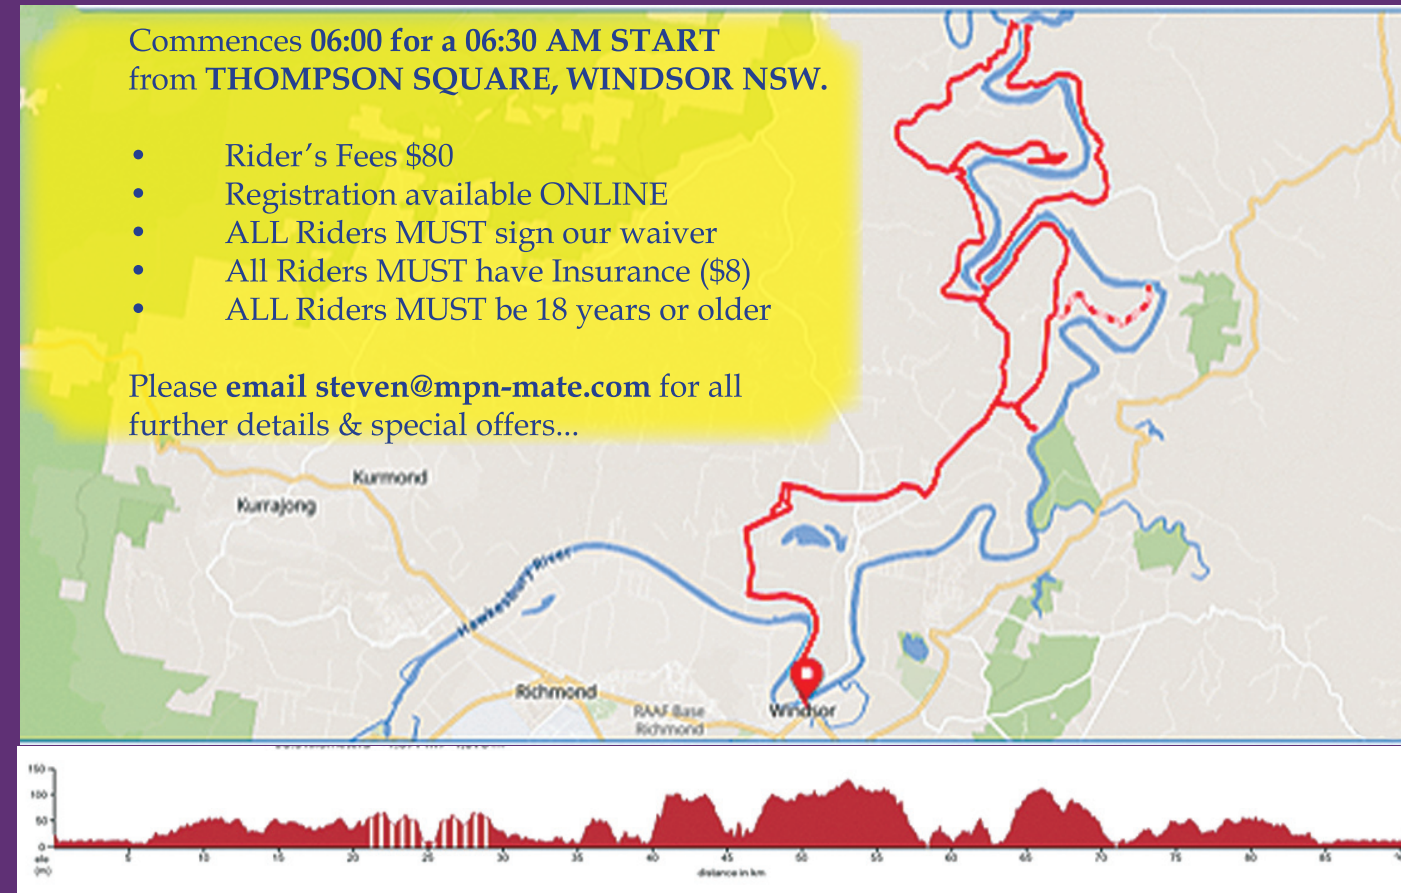 Commences 06:00 for a 06:30 AM START
from THOMPSON SQUARE, WINDSOR NSW.
• Rider's Fees $80
• Registration available ONLINE
• ALL Riders MUST sign our waiver
• All Riders MUST have Insurance ($8)
• ALL Riders MUST be 18 years or older
Please email steven@mpn-mate.com for all
further details & special offers...
Kurmond
Kurrajong
Hawkesbury River
Richmond
RAAF Base
Richmond
Windsor
150
100
50
0
ele
(m)
5 10 15 20 25 30 35 40 45 50 55 60 65 70 75 80 85
distance in km